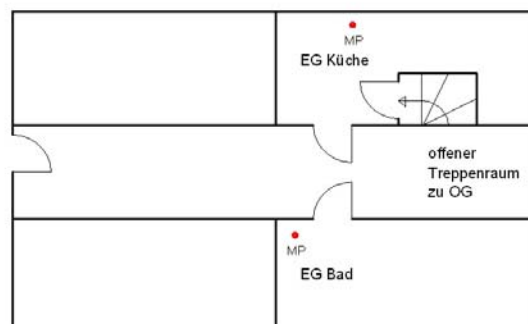 MP
EG Küche
offener
Treppenraum
zu OG
MP
EG Bad